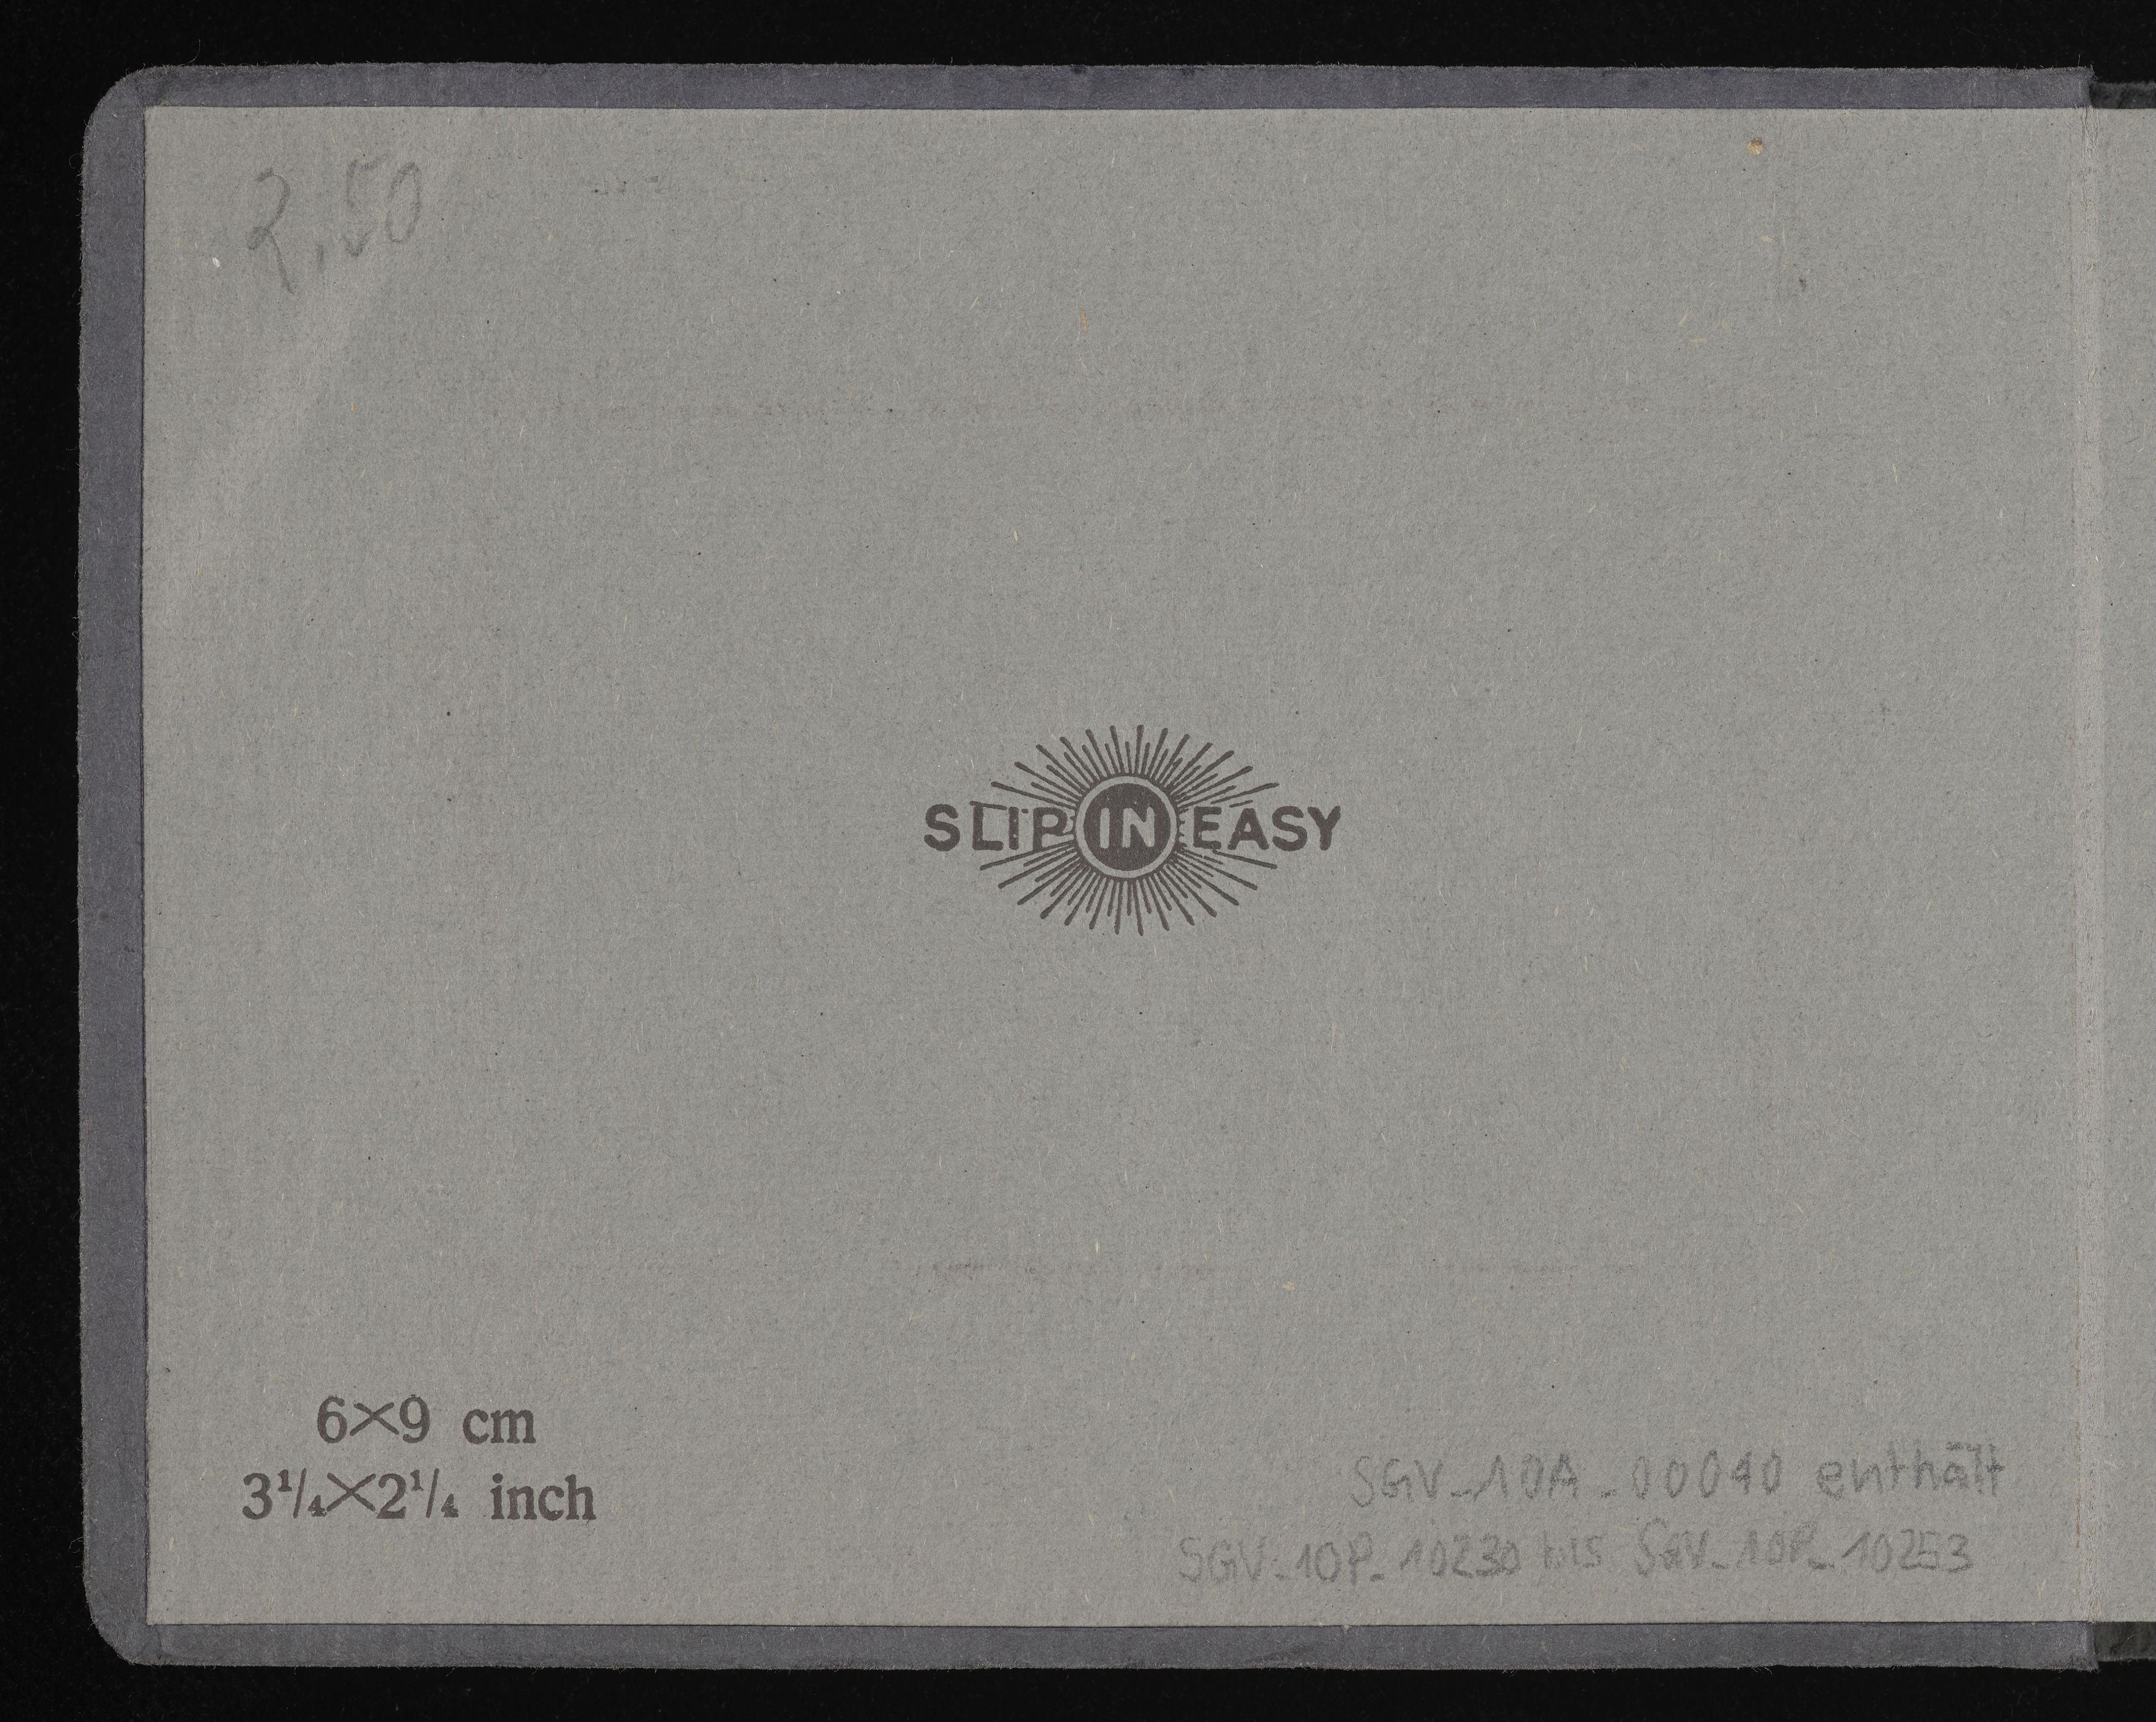 2.50
SLIP IN EASY
6×9 cm
3¹/₄×2¹/₄ inch
SGV_10A_00040 enthält
SGV_10P_10230 bis SGV_10P_10253